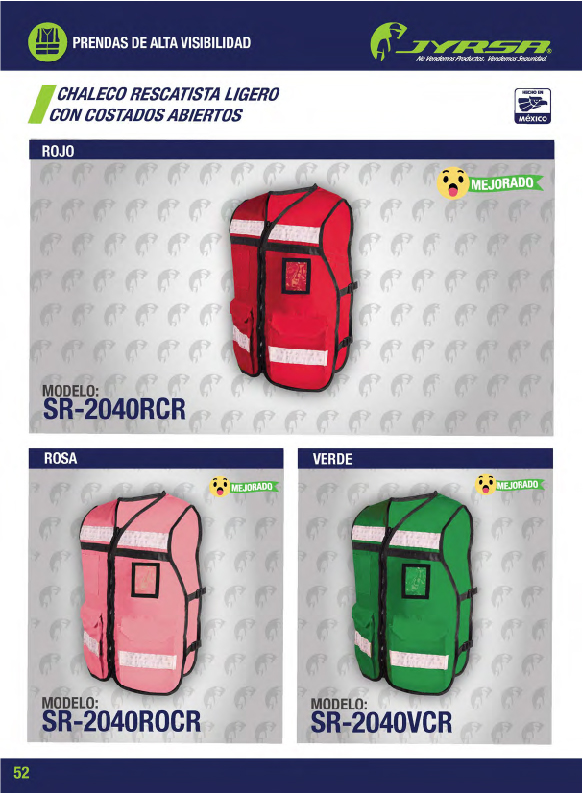 PRENDAS DE ALTA VISIBILIDAD
JYRSA®
No Vendemos Productos. Vendemos Seguridad.
CHALECO RESCATISTA LIGERO
CON COSTADOS ABIERTOS
HECHO EN
MÉXICO
ROJO
MEJORADO
MODELO:
SR-2040RCR
ROSA
MEJORADO
MODELO:
SR-2040ROCR
VERDE
MEJORADO
MODELO:
SR-2040VCR
52